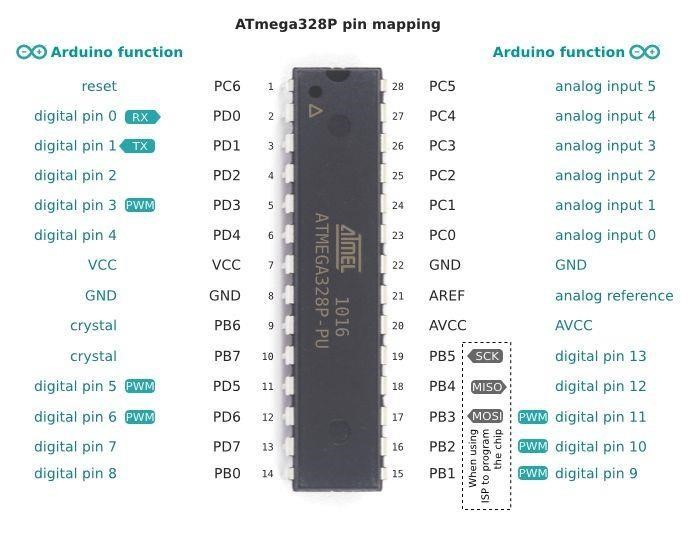 ATmega328P pin mapping
Arduino function Arduino function
reset PC6 1 28 PC5 analog input 5
digital pin 0 RX PD0 2 27 PC4 analog input 4
digital pin 1 TX PD1 3 26 PC3 analog input 3
digital pin 2 PD2 4 25 PC2 analog input 2
digital pin 3 PWM PD3 5 24 PC1 analog input 1
digital pin 4 PD4 6 23 PC0 analog input 0
VCC VCC 7 22 GND GND
GND GND 8 21 AREF analog reference
crystal PB6 9 20 AVCC AVCC
crystal PB7 10 19 PB5 SCK digital pin 13
digital pin 5 PWM PD5 11 18 PB4 MISO digital pin 12
digital pin 6 PWM PD6 12 17 PB3 MOSI PWM digital pin 11
digital pin 7 PD7 13 16 PB2 PWM digital pin 10
digital pin 8 PB0 14 15 PB1 PWM digital pin 9
When using
ISP to program
the chip
ATMEL
1016
ATMEGA328P-PU